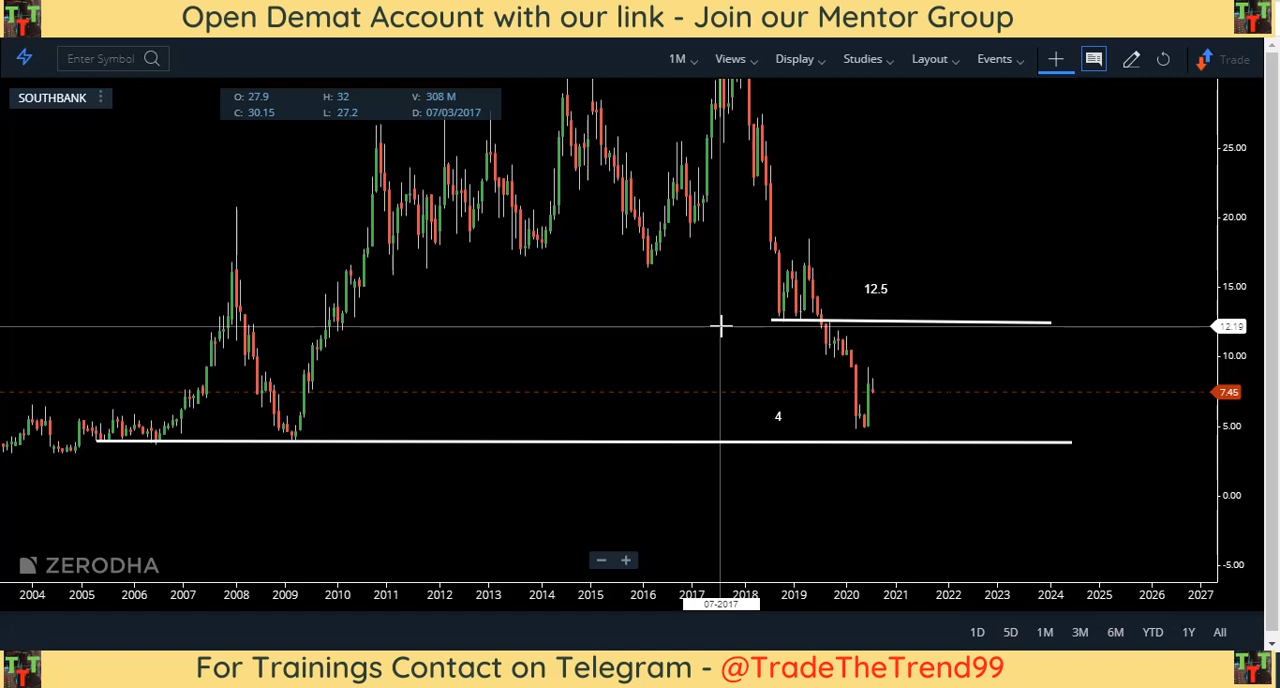 Open Demat Account with our link - Join our Mentor Group
TTT
TTT
Enter Symbol
1M Views Display Studies Layout Events Trade
SOUTHBANK
O: 27.9 H: 32 V: 308 M
C: 30.15 L: 27.2 D: 07/03/2017
25.00
20.00
15.00
12.5
12.19
10.00
7.45
4
5.00
0.00
-5.00
ZERODHA
2004 2005 2006 2007 2008 2009 2010 2011 2012 2013 2014 2015 2016 2017 2018 2019 2020 2021 2022 2023 2024 2025 2026 2027
07-2017
1D 5D 1M 3M 6M YTD 1Y All
TTT
For Trainings Contact on Telegram - @TradeTheTrend99
TTT